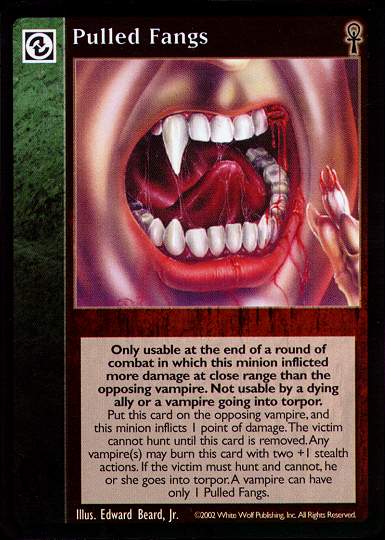 Pulled Fangs
Only usable at the end of a round of
combat in which this minion inflicted
more damage at close range than the
opposing vampire. Not usable by a dying
ally or a vampire going into torpor.
Put this card on the opposing vampire, and
this minion inflicts 1 point of damage. The victim
cannot hunt until this card is removed. Any
vampire(s) may burn this card with two +1 stealth
actions. If the victim must hunt and cannot, he
or she goes into torpor. A vampire can have
only 1 Pulled Fangs.
Illus. Edward Beard, Jr. ©2002 White Wolf Publishing, Inc. All Rights Reserved.